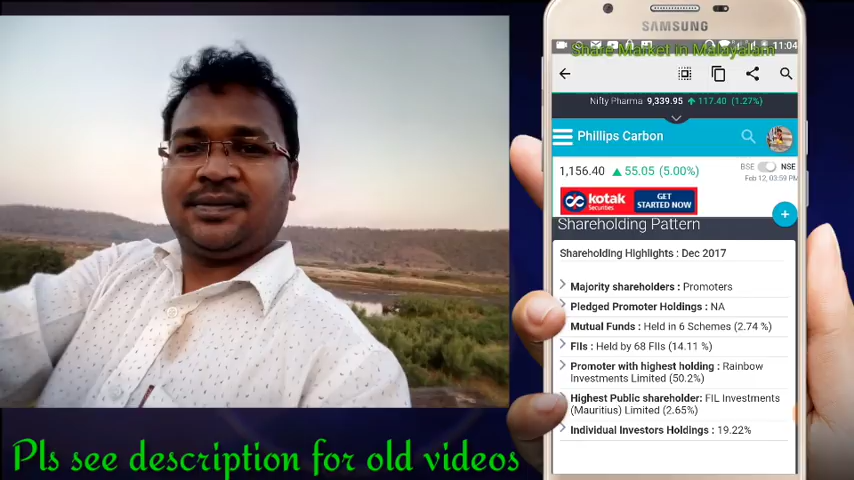 SAMSUNG
Share Market in Malayalam
11:04
Nifty Pharma 9,339.95 117.40 (1.27%)
Phillips Carbon
1,156.40 ▲ 55.05 (5.00%)
BSE NSE
Feb 12, 03:59 PM
kotak Securities GET STARTED NOW
Shareholding Pattern
Shareholding Highlights : Dec 2017
Majority shareholders : Promoters
Pledged Promoter Holdings : NA
Mutual Funds : Held in 6 Schemes (2.74 %)
FIIs : Held by 68 FIIs (14.11 %)
Promoter with highest holding : Rainbow
Investments Limited (50.2%)
Highest Public shareholder: FIL Investments
(Mauritius) Limited (2.65%)
Individual Investors Holdings : 19.22%
Pls see description for old videos